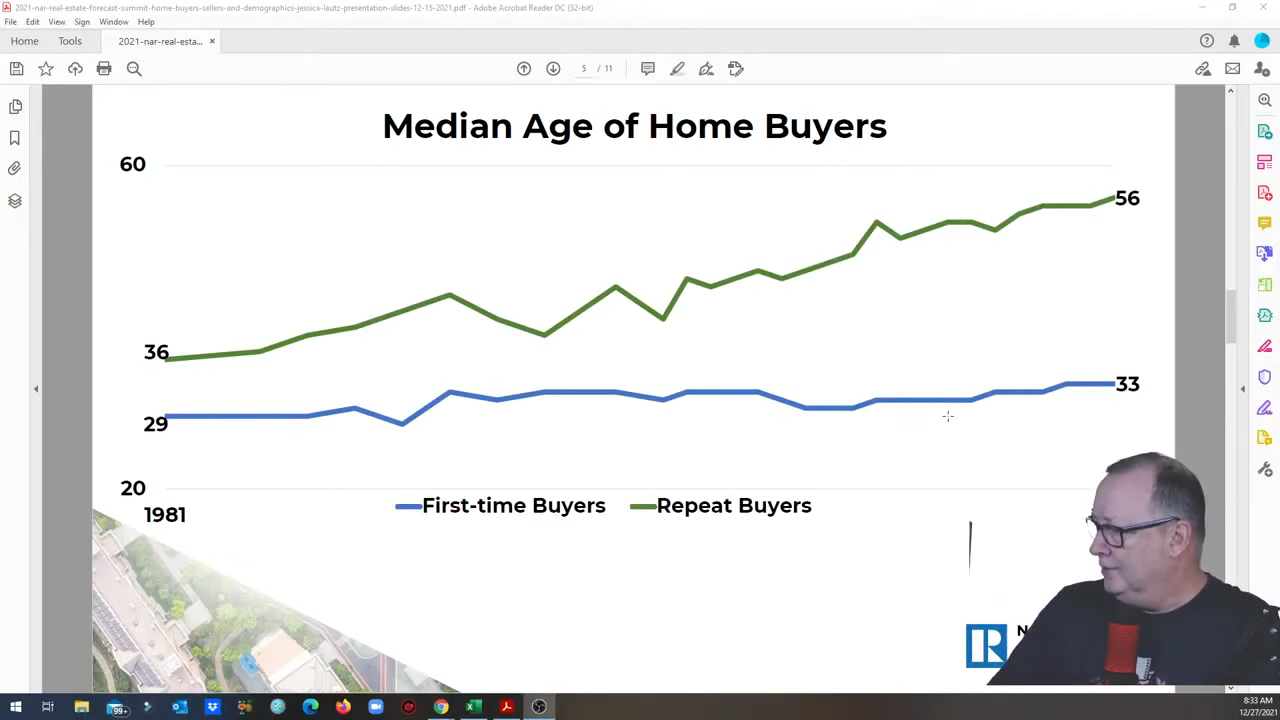 2021-nar-real-estate-forecast-summit-home-buyers-sellers-and-demographics-jessica-lautz-presentation-slides-12-15-2021.pdf - Adobe Acrobat Reader DC (32-bit)
File Edit View Sign Window Help
Home Tools 2021-nar-real-esta... ×
5 / 11
Median Age of Home Buyers
60
56
36
33
29
20
1981
First-time Buyers Repeat Buyers
R
99+
8:33 AM
12/27/2021